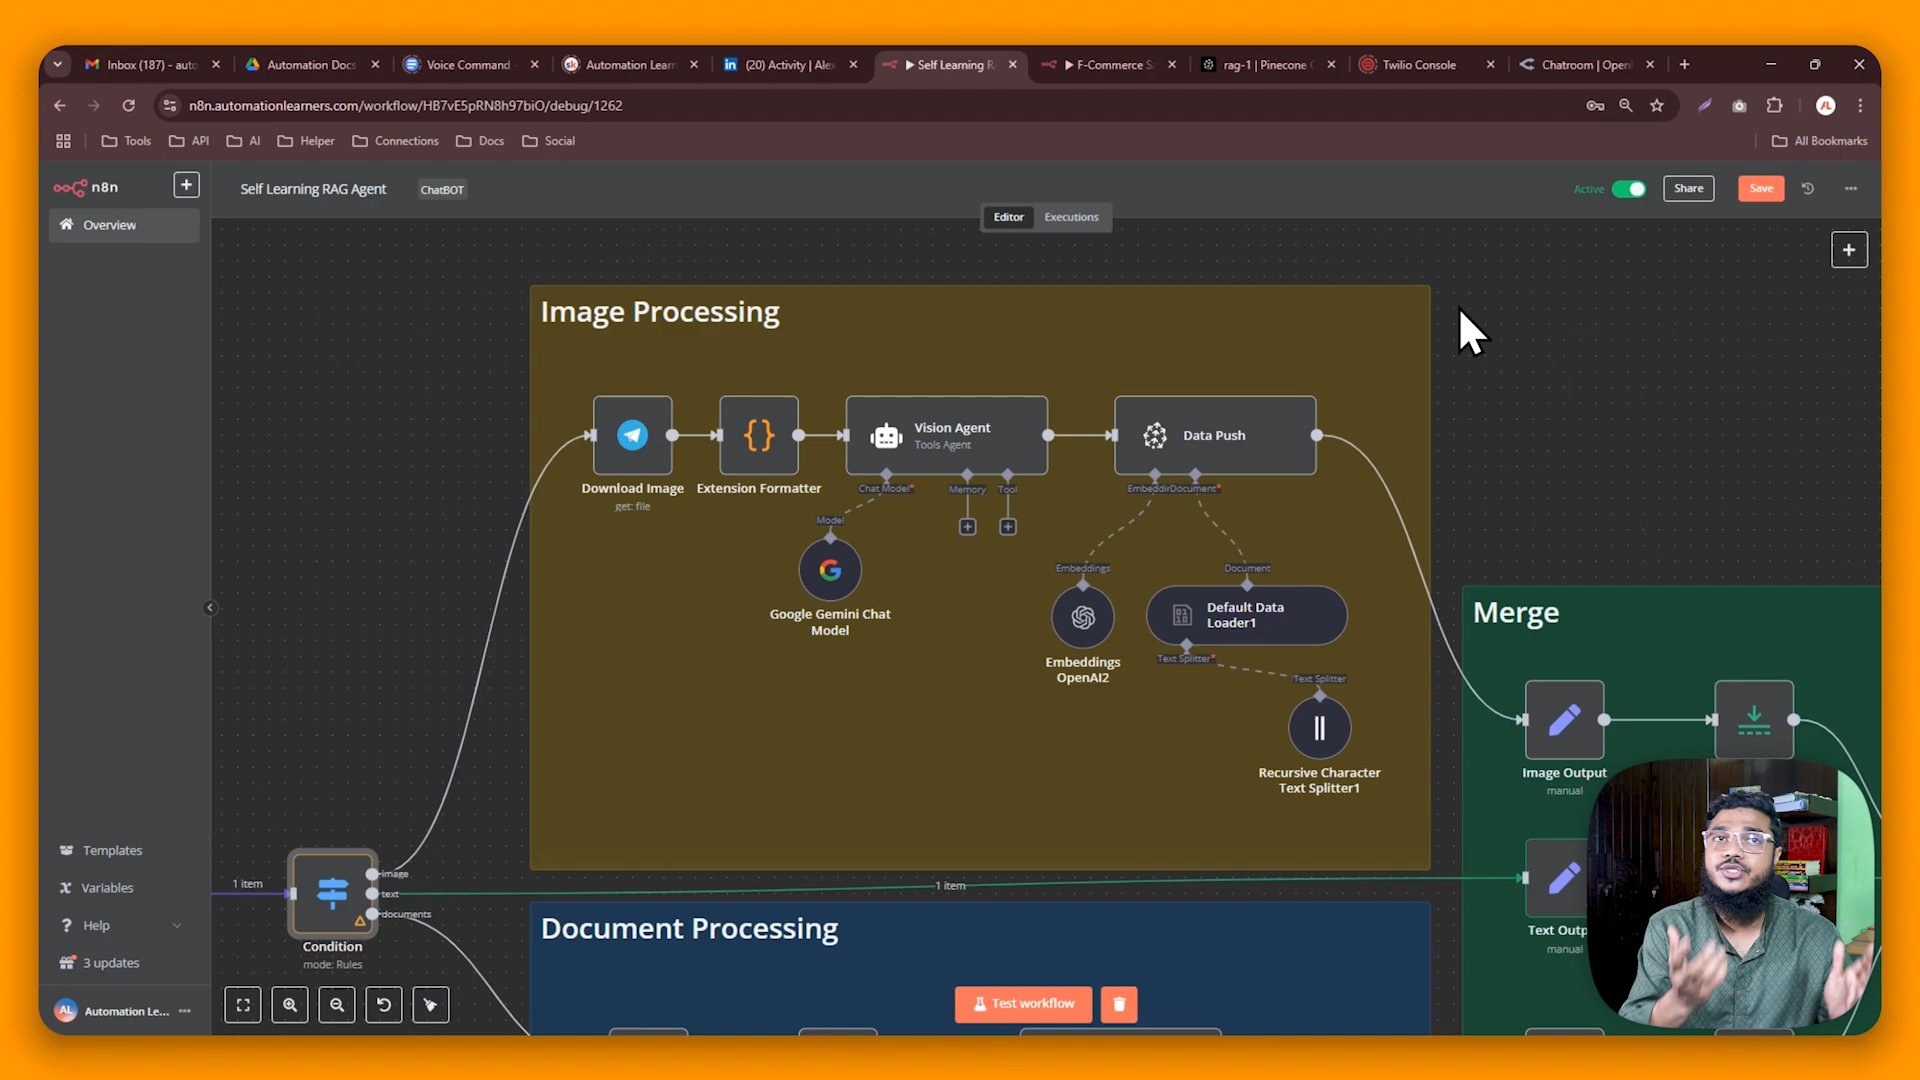 Inbox (187) - auto
Automation Docs
Voice Command
Automation Learn
(20) Activity | Ale
Self Learning R
F-Commerce S
rag-1 | Pinecone
Twilio Console
Chatroom | Open
n8n.automationlearners.com/workflow/HB7vE5pRN8h97biO/debug/1262
AL
Tools
API
AI
Helper
Connections
Docs
Social
All Bookmarks
n8n
Self Learning RAG Agent
ChatBOT
Active
Share
Save
Editor
Executions
Overview
Image Processing
Vision Agent
Tools Agent
Data Push
Download Image
get: file
Extension Formatter
Chat Model*
Memory
Tool
EmbeddirDocument*
Model
Google Gemini Chat
Model
Embeddings
Document
Embeddings
OpenAI2
Default Data
Loader1
Text Splitter*
Text Splitter
Recursive Character
Text Splitter1
Merge
Image Output
manual
Text Outp
manual
1 item
image
text
documents
1 item
Condition
mode: Rules
Document Processing
Test workflow
Templates
Variables
Help
3 updates
AL
Automation Le...